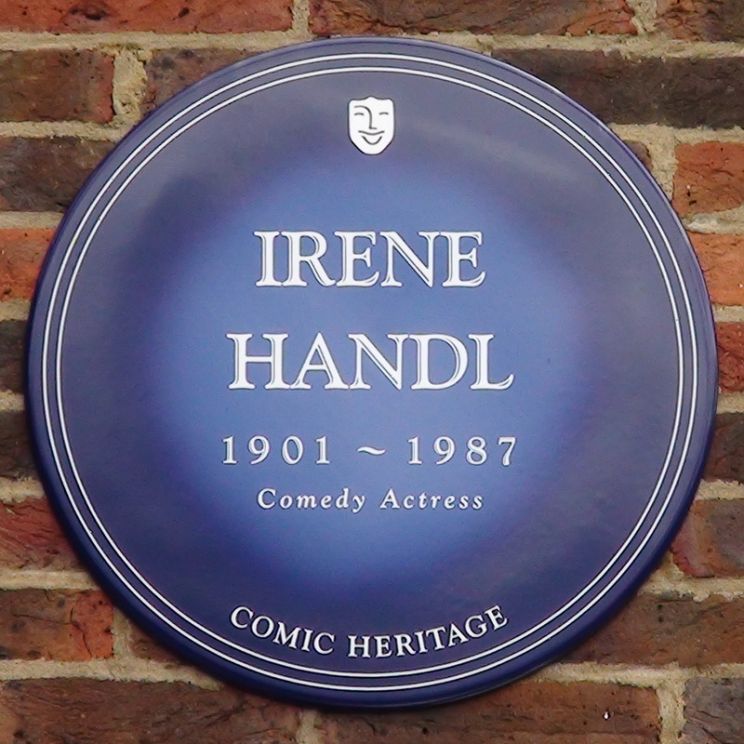 IRENE
HANDL
1901 ~ 1987
Comedy Actress
COMIC HERITAGE